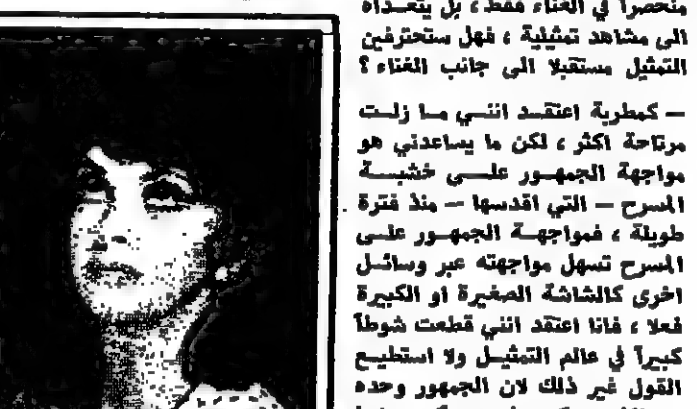 منحصراً في الغناء فقط ، بل يتعداه
الى مشاهد تمثيلية ، فهل ستحترفين
التمثيل مستقبلا الى جانب الغناء ؟
— كمطربة اعتقد انني ما زلت
مرتاحة اكثر ، لكن ما يساعدني هو
مواجهة الجمهور على خشبة
المسرح — التي اقدسها — منذ فترة
طويلة ، فمواجهة الجمهور على
المسرح تسهل مواجهته عبر وسائل
اخرى كالشاشة الصغيرة او الكبيرة
فعلا ، فانا اعتقد انني قطعت شوطاً
كبيراً في عالم التمثيل ولا استطيع
القول غير ذلك لان الجمهور وحده